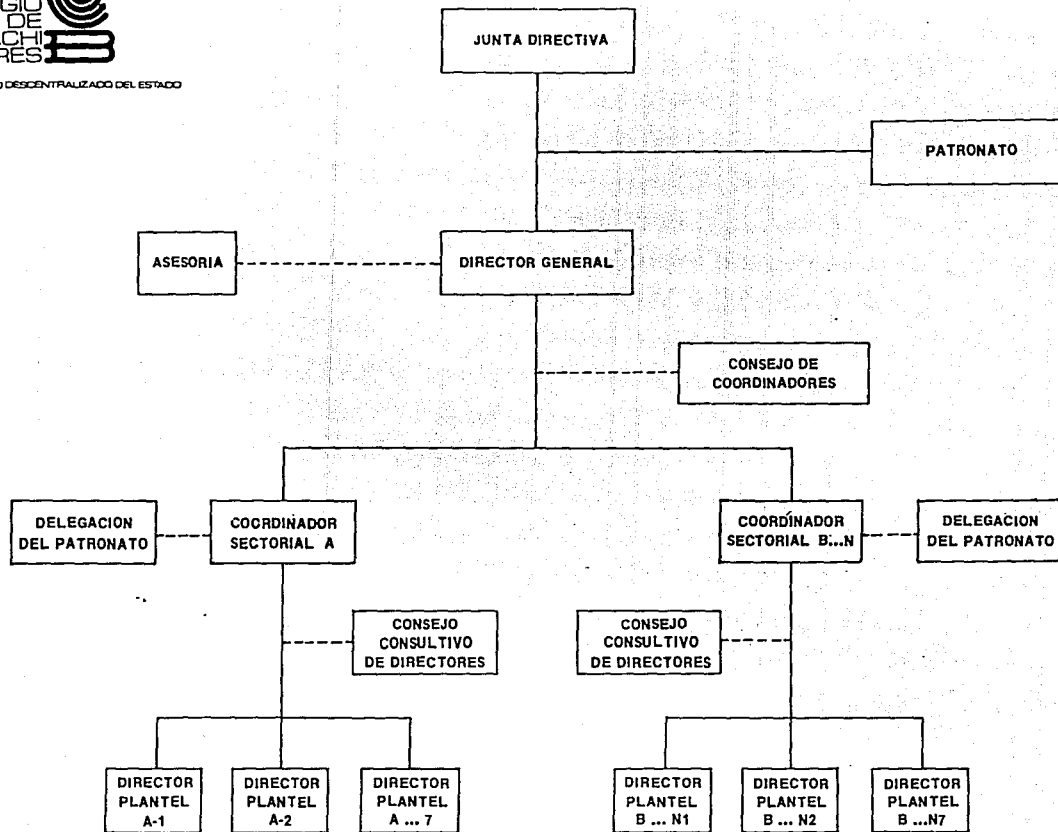 DE
DESCENTRALIZADO DEL ESTADO
JUNTA DIRECTIVA
PATRONATO
ASESORIA
DIRECTOR GENERAL
CONSEJO DE
COORDINADORES
DELEGACION
DEL PATRONATO
COORDINADOR
SECTORIAL A
COORDINADOR
SECTORIAL B...N
DELEGACION
DEL PATRONATO
CONSEJO
CONSULTIVO
DE DIRECTORES
CONSEJO
CONSULTIVO
DE DIRECTORES
DIRECTOR
PLANTEL
A-1
DIRECTOR
PLANTEL
A-2
DIRECTOR
PLANTEL
A ... 7
DIRECTOR
PLANTEL
B ... N1
DIRECTOR
PLANTEL
B ... N2
DIRECTOR
PLANTEL
B ...N7